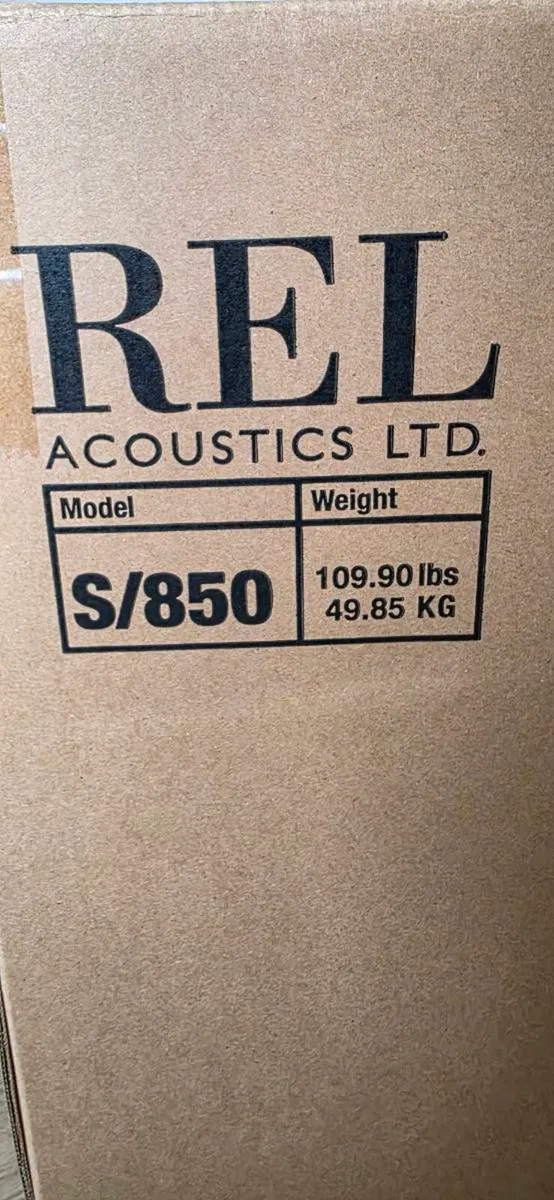 REL
ACOUSTICS LTD.
Model Weight
S/850 109.90 lbs
49.85 KG